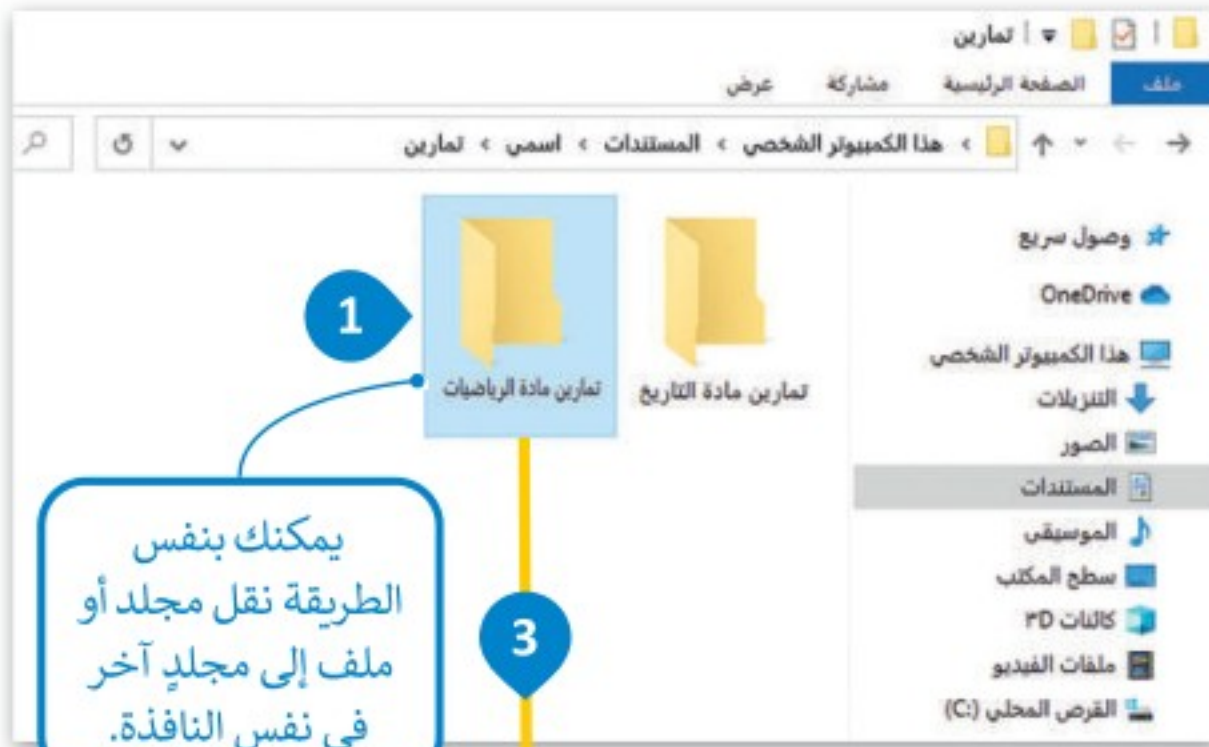 تمارين
ملف الصفحة الرئيسية مشاركة عرض
هذا الكمبيوتر الشخصي › المستندات › اسمي › تمارين
وصول سريع
OneDrive
هذا الكمبيوتر الشخصي
التنزيلات
الصور
المستندات
الموسيقى
سطح المكتب
كائنات ٣D
ملفات الفيديو
القرص المحلي (C:)
تمارين مادة التاريخ
تمارين مادة الرياضيات
1
يمكنك بنفس
الطريقة نقل مجلد أو
ملف إلى مجلدٍ آخر
في نفس النافذة.
3